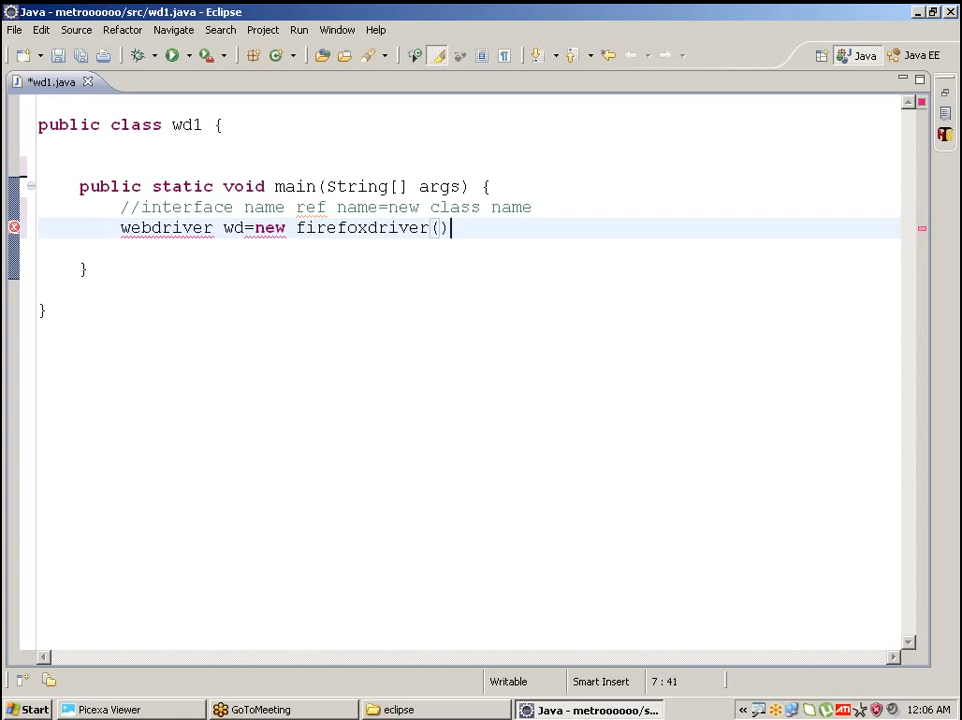 Java - metroooooo/src/wd1.java - Eclipse
File Edit Source Refactor Navigate Search Project Run Window Help
Java Java EE
*wd1.java
public class wd1 {
public static void main(String[] args) {
//interface name ref name=new class name
webdriver wd=new firefoxdriver()
}
}
Writable Smart Insert 7 : 41
Start Picexa Viewer GoToMeeting eclipse Java - metroooooo/s... « ATI 12:06 AM